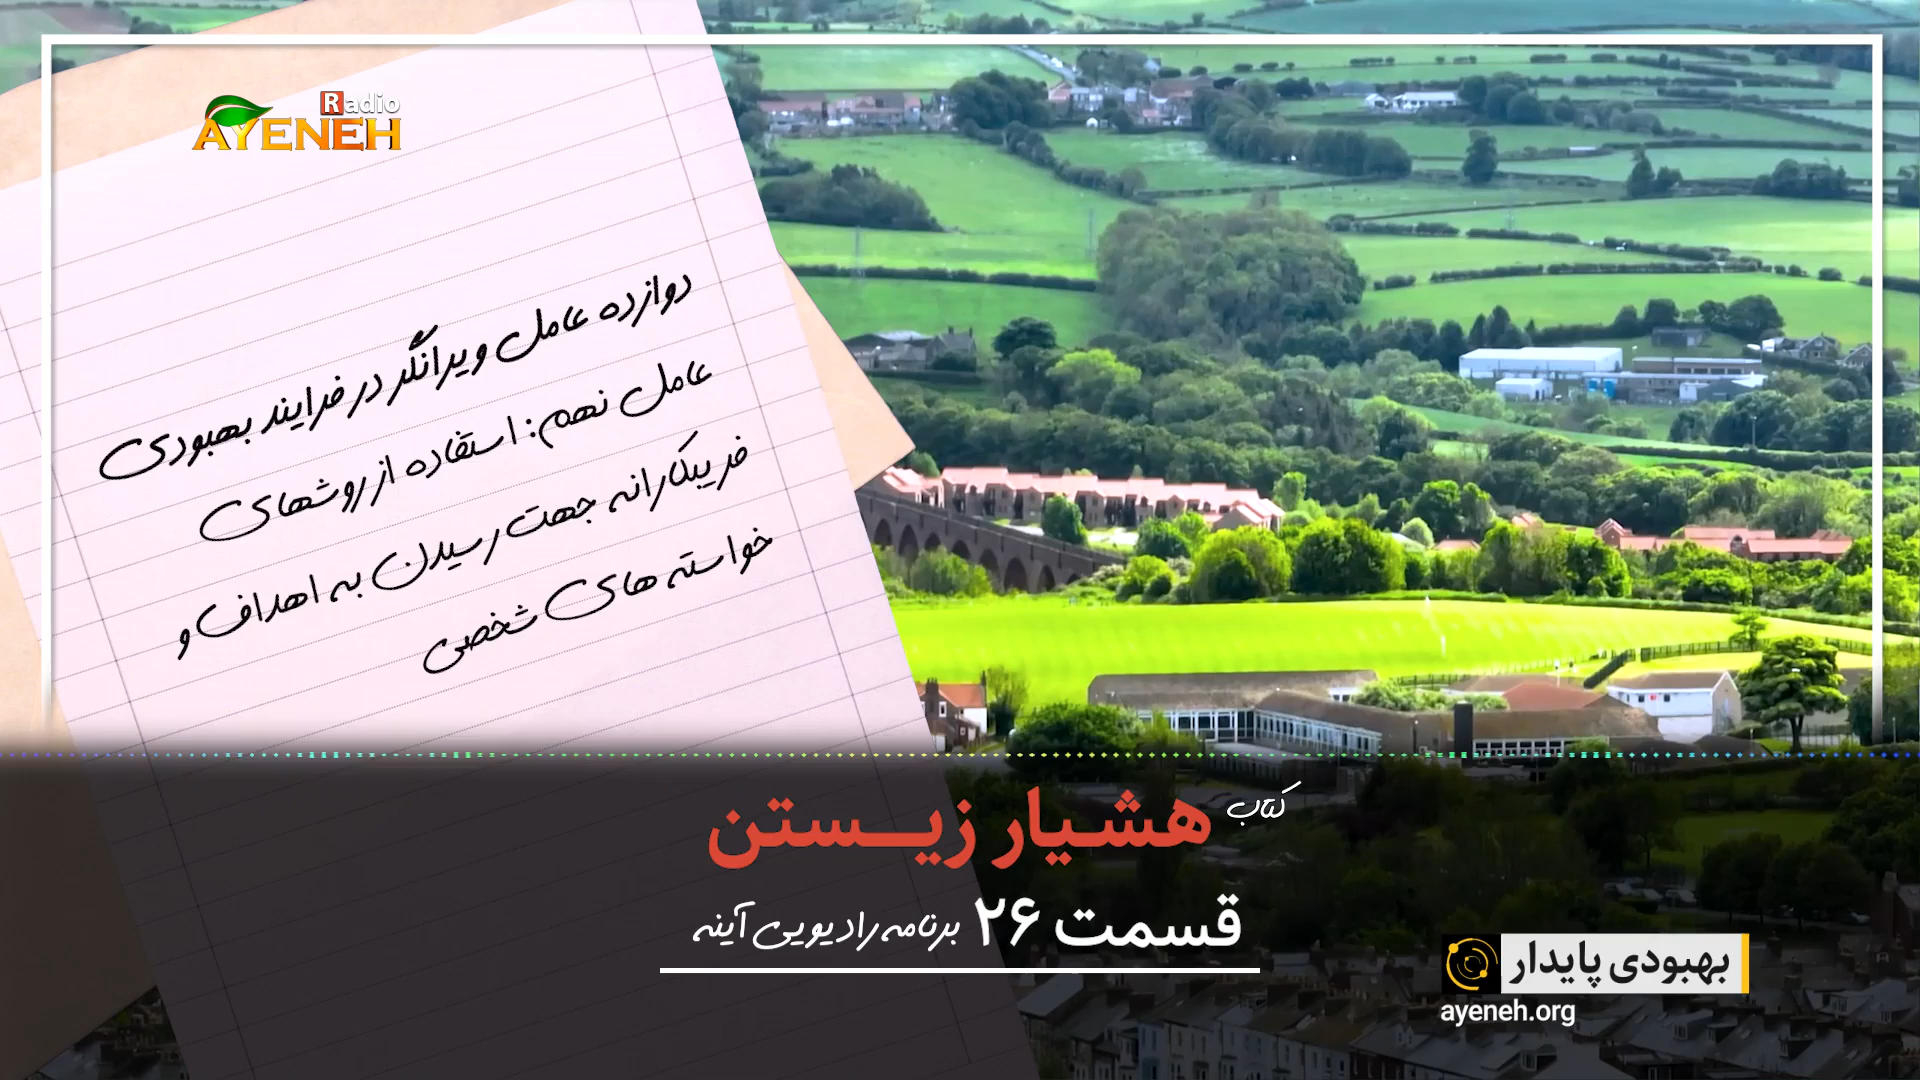 Radio
AYENEH
دوازده عامل ویرانگر در فرایند بهبودی
عامل نهم: استفاده از روشهای
فریبکارانه جهت رسیدن به اهداف و
خواسته های شخصی
کتاب هشیار زیستن
قسمت ۲۶ برنامه رادیویی آینه
بهبودی پایدار
ayeneh.org